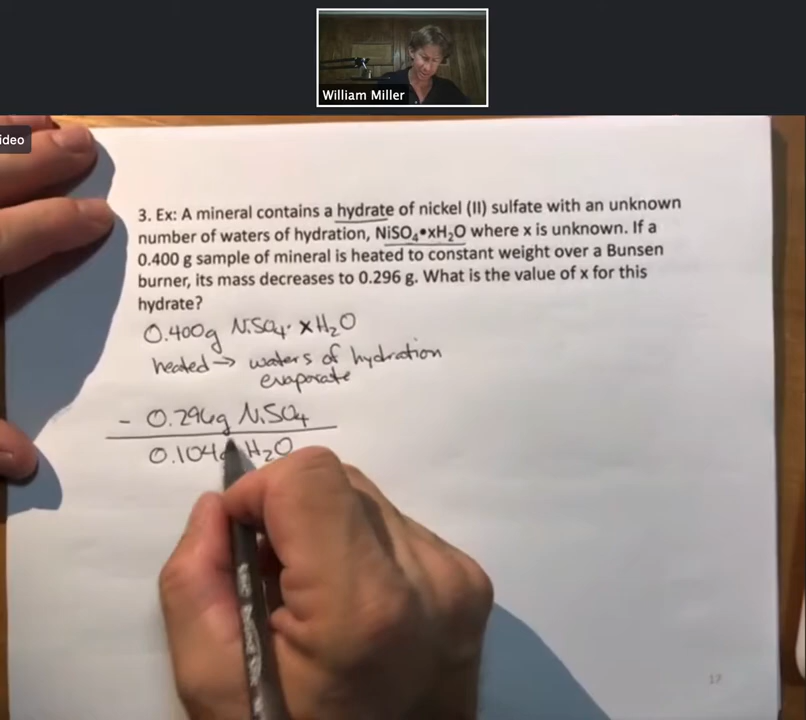 William Miller
ideo
3. Ex: A mineral contains a hydrate of nickel (II) sulfate with an unknown
number of waters of hydration, NiSO₄•xH₂O where x is unknown. If a
0.400 g sample of mineral is heated to constant weight over a Bunsen
burner, its mass decreases to 0.296 g. What is the value of x for this
hydrate?
0.400g NiSO₄· xH₂O
heated → waters of hydration
evaporate
- 0.296g NiSO₄
0.104g H₂O
17